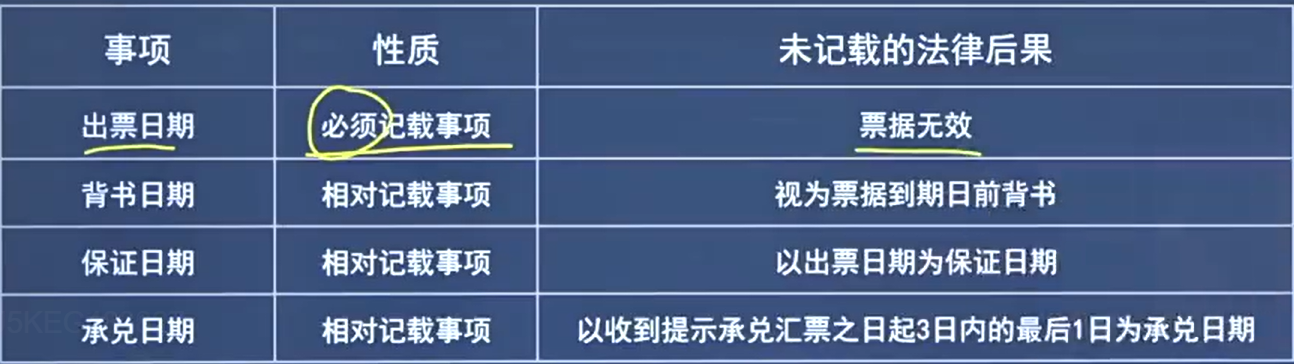 事项 性质 未记载的法律后果
出票日期 必须记载事项 票据无效
背书日期 相对记载事项 视为票据到期日前背书
保证日期 相对记载事项 以出票日期为保证日期
承兑日期 相对记载事项 以收到提示承兑汇票之日起3日内的最后1日为承兑日期